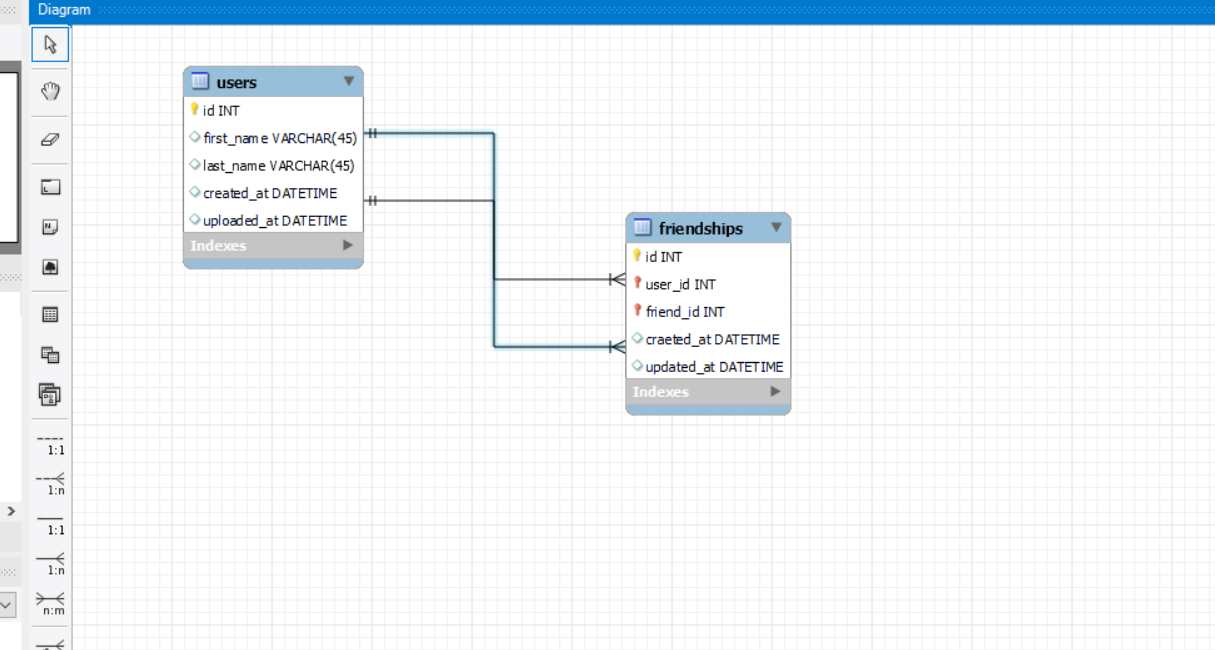 Diagram
users
id INT
first_name VARCHAR(45)
last_name VARCHAR(45)
created_at DATETIME
uploaded_at DATETIME
Indexes
friendships
id INT
user_id INT
friend_id INT
craeted_at DATETIME
updated_at DATETIME
Indexes
1:1
1:n
1:1
1:n
n:m